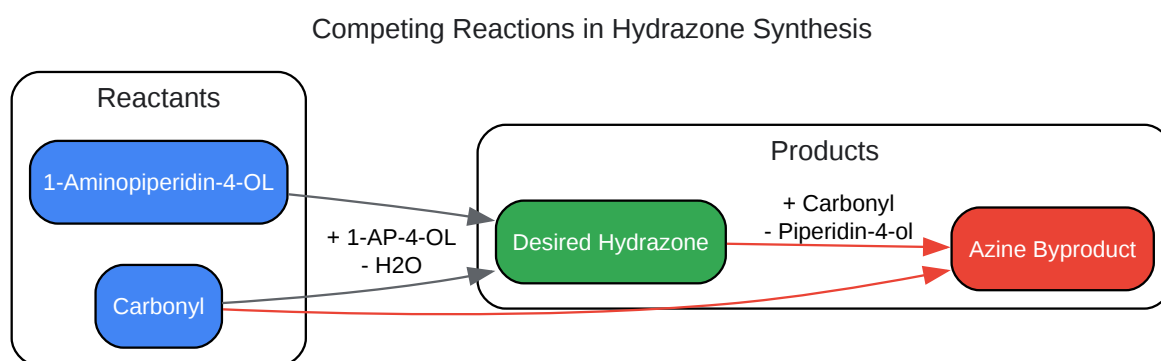 Competing Reactions in Hydrazone Synthesis
Reactants
1-Aminopiperidin-4-OL
Carbonyl
+ 1-AP-4-OL
- H2O
Products
Desired Hydrazone
+ Carbonyl
- Piperidin-4-ol
Azine Byproduct